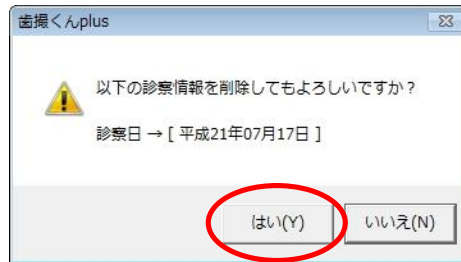 歯撮くんplus
以下の診察情報を削除してもよろしいですか？
診察日 → [ 平成21年07月17日 ]
はい(Y)
いいえ(N)